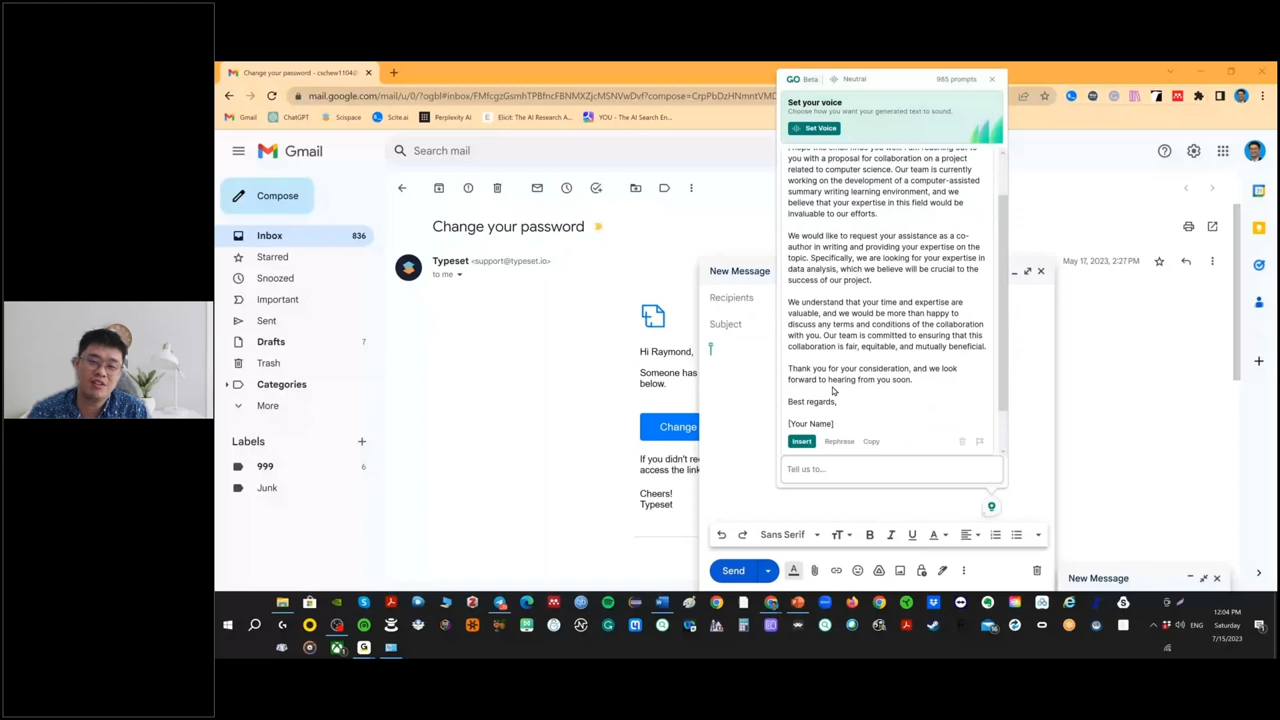 Change your password - cschew1104@
mail.google.com/mail/u/0/?ogbl#inbox/FMfcgzGsmhTPBfncFBNMXZjcMSNVwDvf?compose=CrpPbDzHNmntV
Gmail
ChatGPT
Scispace
Scite.ai
Perplexity AI
Elicit: The AI Research A...
YOU - The AI Search En...
Gmail
Search mail
Compose
Inbox 836
Starred
Snoozed
Important
Sent
Drafts 7
Trash
Categories
More
Labels
999 6
Junk
Change your password
Typeset <support@typeset.io>
to me
May 17, 2023, 2:27PM
Hi Raymond,
Someone has
below.
Change
If you didn't re
access the link
Cheers!
Typeset
New Message
Recipients
Subject
GO Beta Neutral 985 prompts
Set your voice
Choose how you want your generated text to sound.
Set Voice
I hope this email finds you well. I am reaching out to
you with a proposal for collaboration on a project
related to computer science. Our team is currently
working on the development of a computer-assisted
summary writing learning environment, and we
believe that your expertise in this field would be
invaluable to our efforts.
We would like to request your assistance as a co-
author in writing and providing your expertise on the
topic. Specifically, we are looking for your expertise in
data analysis, which we believe will be crucial to the
success of our project.
We understand that your time and expertise are
valuable, and we would be more than happy to
discuss any terms and conditions of the collaboration
with you. Our team is committed to ensuring that this
collaboration is fair, equitable, and mutually beneficial.
Thank you for your consideration, and we look
forward to hearing from you soon.
Best regards,
[Your Name]
Insert Rephrase Copy
Tell us to...
Sans Serif
Send
New Message
12:04 PM
ENG Saturday
7/15/2023